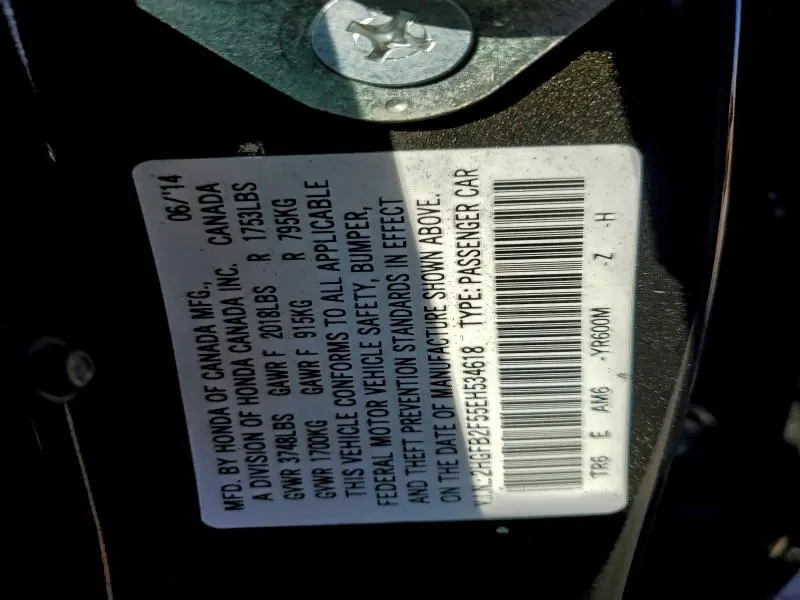 MFD. BY HONDA OF CANADA MFG., 06/'14
A DIVISION OF HONDA CANADA INC. CANADA
GVWR 3748LBS GAWR F 2018LBS R 1753LBS
GVWR 1700KG GAWR F 915KG R 795KG
THIS VEHICLE CONFORMS TO ALL APPLICABLE
FEDERAL MOTOR VEHICLE SAFETY, BUMPER,
AND THEFT PREVENTION STANDARDS IN EFFECT
ON THE DATE OF MANUFACTURE SHOWN ABOVE.
2HGFB2F55EH534618 TYPE: PASSENGER CAR
TR6 E AM6 -YR600M -Z -H